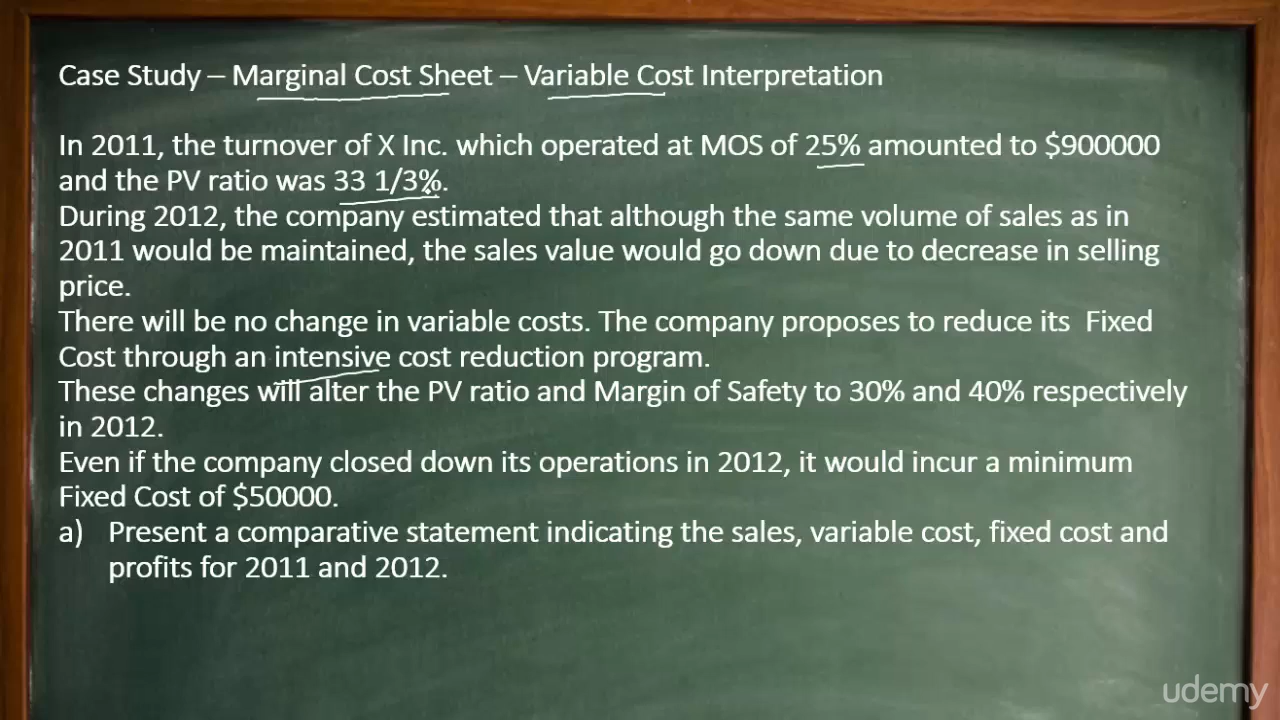 Case Study – Marginal Cost Sheet – Variable Cost Interpretation
In 2011, the turnover of X Inc. which operated at MOS of 25% amounted to $900000
and the PV ratio was 33 1/3%.
During 2012, the company estimated that although the same volume of sales as in
2011 would be maintained, the sales value would go down due to decrease in selling
price.
There will be no change in variable costs. The company proposes to reduce its  Fixed
Cost through an intensive cost reduction program.
These changes will alter the PV ratio and Margin of Safety to 30% and 40% respectively
in 2012.
Even if the company closed down its operations in 2012, it would incur a minimum
Fixed Cost of $50000.
a) Present a comparative statement indicating the sales, variable cost, fixed cost and
profits for 2011 and 2012.
udemy